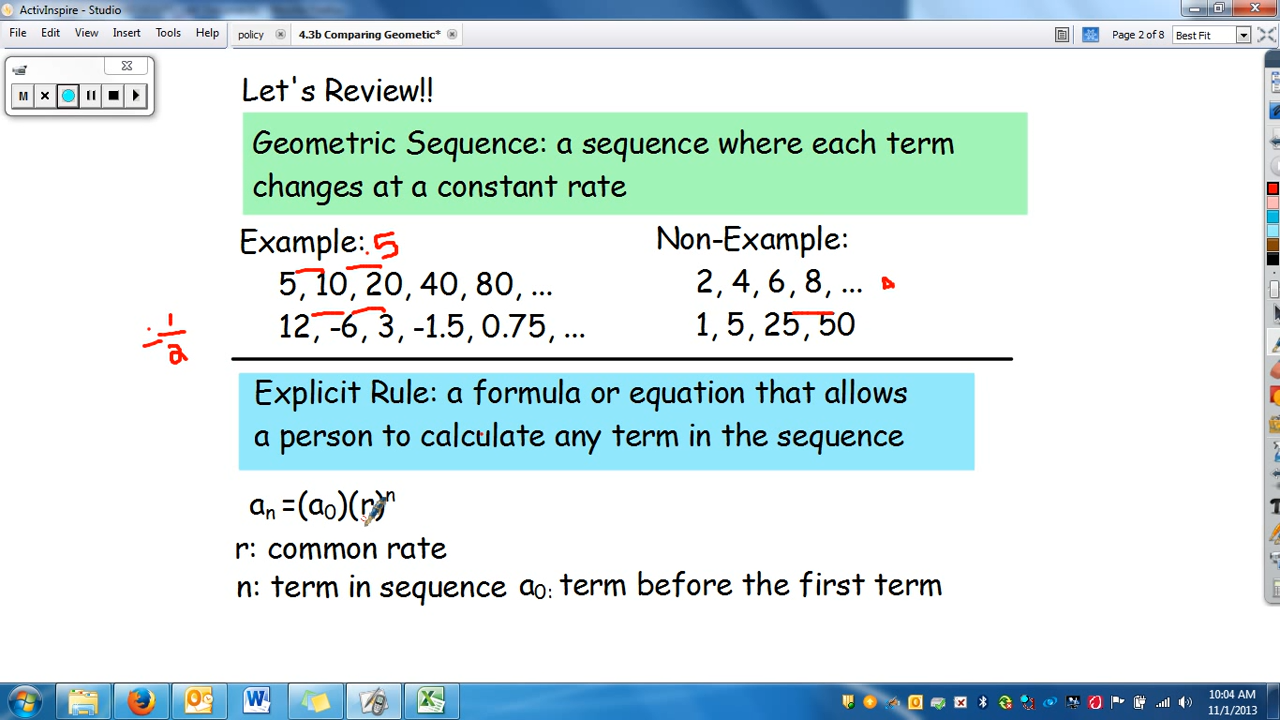 ActivInspire - Studio
File Edit View Insert Tools Help
policy
4.3b Comparing Geometic*
Page 2 of 8
Best Fit
M
Let's Review!!
Geometric Sequence: a sequence where each term
changes at a constant rate
Example:
.5
5, 10, 20, 40, 80, ...
12, -6, 3, -1.5, 0.75, ...
Non-Example:
2, 4, 6, 8, ...
1, 5, 25, 50
1
2
Explicit Rule: a formula or equation that allows
a person to calculate any term in the sequence
aₙ =(a₀)(r)ⁿ
r: common rate
n: term in sequence a₀: term before the first term
10:04 AM
11/1/2013